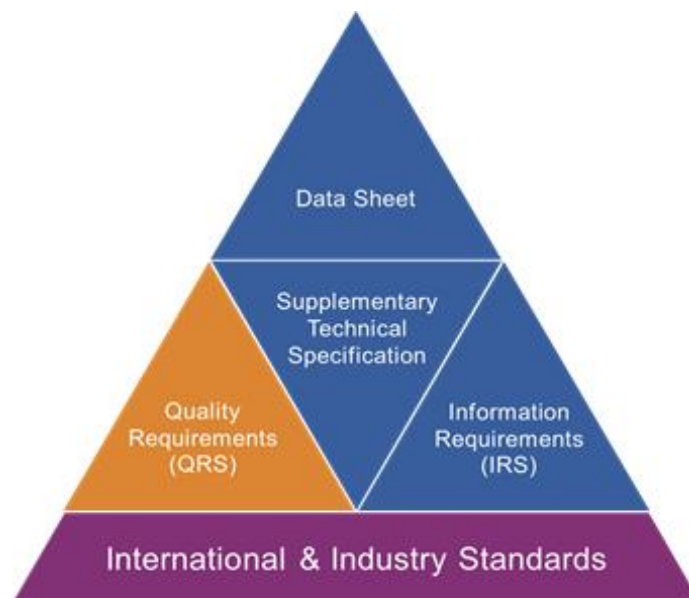 Data Sheet
Supplementary
Technical
Specification
Quality
Requirements
(QRS)
Information
Requirements
(IRS)
International & Industry Standards